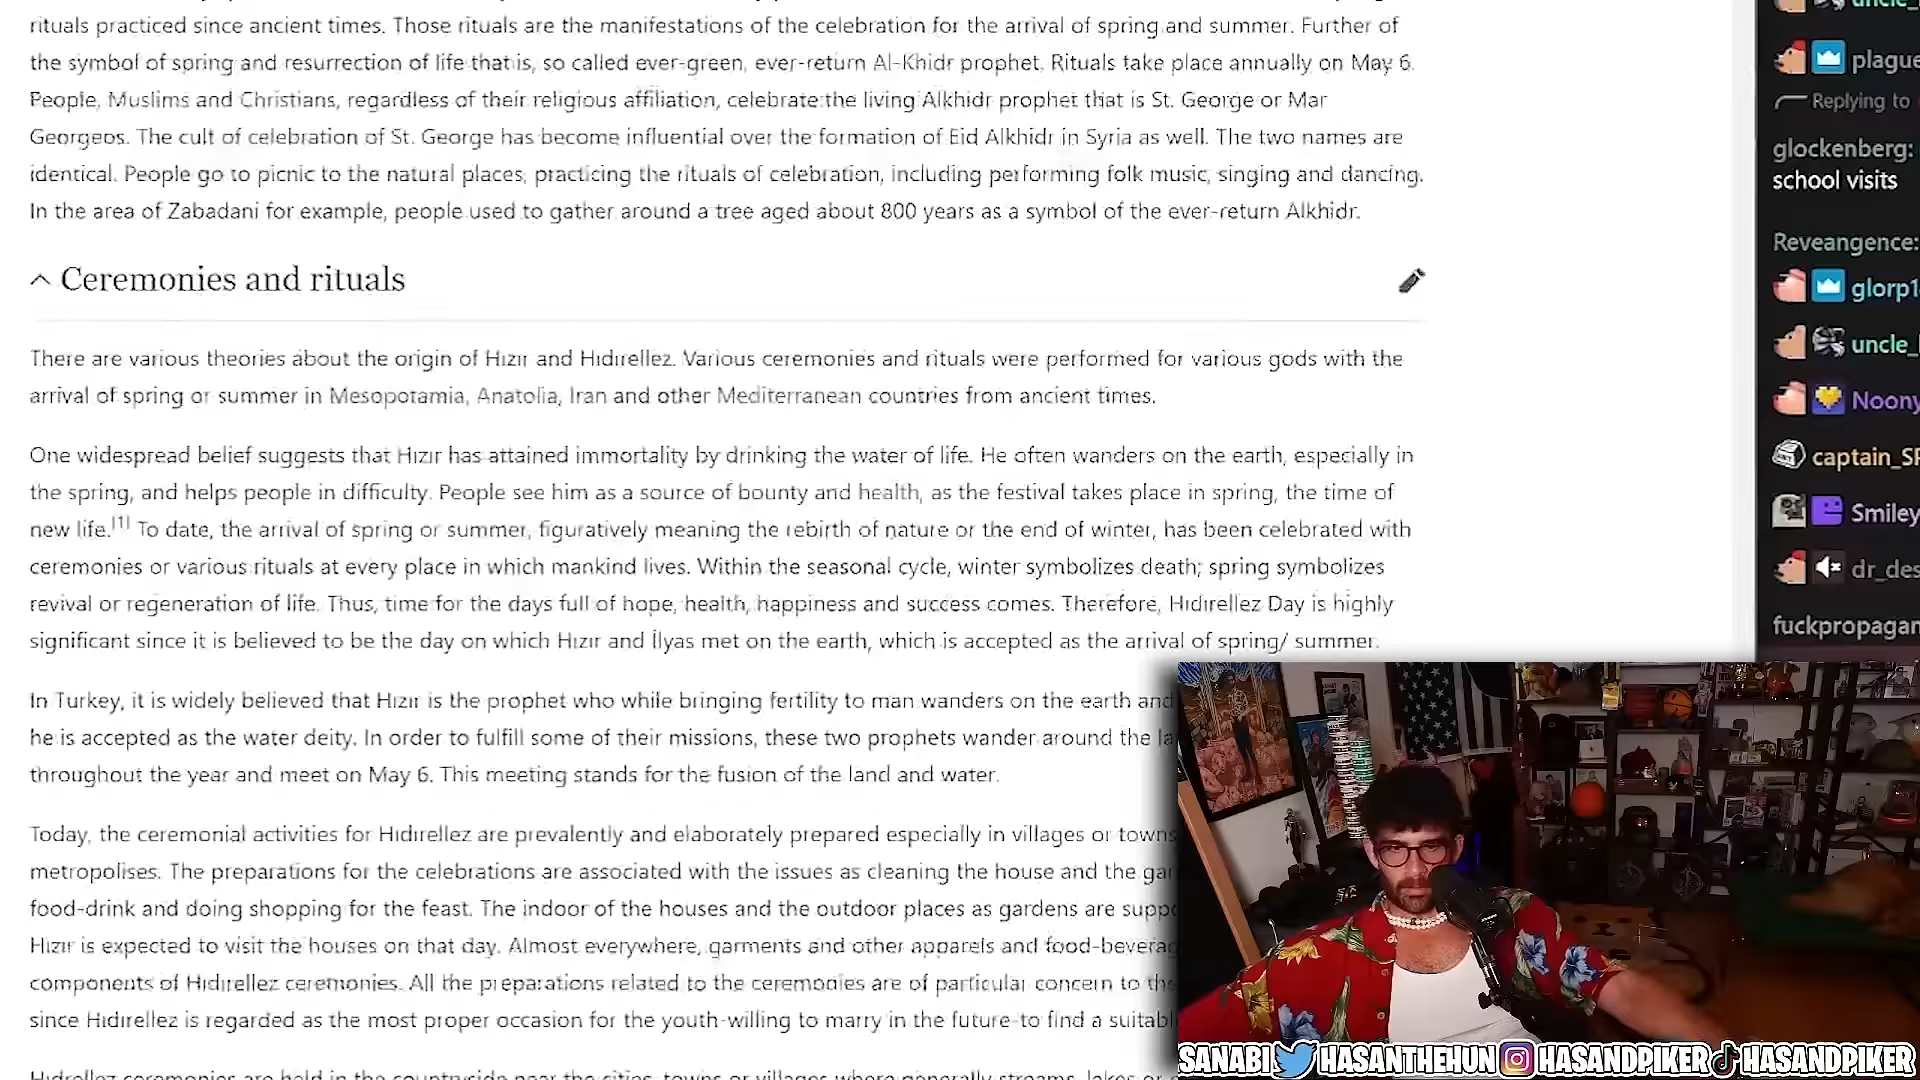 rituals practiced since ancient times. Those rituals are the manifestations of the celebration for the arrival of spring and summer. Further of
the symbol of spring and resurrection of life that is, so called ever-green, ever-return Al-Khidr prophet. Rituals take place annually on May 6.
People, Muslims and Christians, regardless of their religious affiliation, celebrate the living Alkhidr prophet that is St. George or Mar
Georgeos. The cult of celebration of St. George has become influential over the formation of Eid Alkhidr in Syria as well. The two names are
identical. People go to picnic to the natural places, practicing the rituals of celebration, including performing folk music, singing and dancing.
In the area of Zabadani for example, people used to gather around a tree aged about 800 years as a symbol of the ever-return Alkhidr.
Ceremonies and rituals
There are various theories about the origin of Hızır and Hıdırellez. Various ceremonies and rituals were performed for various gods with the
arrival of spring or summer in Mesopotamia, Anatolia, Iran and other Mediterranean countries from ancient times.
One widespread belief suggests that Hızır has attained immortality by drinking the water of life. He often wanders on the earth, especially in
the spring, and helps people in difficulty. People see him as a source of bounty and health, as the festival takes place in spring, the time of
new life.[1] To date, the arrival of spring or summer, figuratively meaning the rebirth of nature or the end of winter, has been celebrated with
ceremonies or various rituals at every place in which mankind lives. Within the seasonal cycle, winter symbolizes death; spring symbolizes
revival or regeneration of life. Thus, time for the days full of hope, health, happiness and success comes. Therefore, Hıdırellez Day is highly
significant since it is believed to be the day on which Hızır and İlyas met on the earth, which is accepted as the arrival of spring/ summer.
In Turkey, it is widely believed that Hızır is the prophet who while bringing fertility to man wanders on the earth and
he is accepted as the water deity. In order to fulfill some of their missions, these two prophets wander around the la
throughout the year and meet on May 6. This meeting stands for the fusion of the land and water.
Today, the ceremonial activities for Hıdırellez are prevalently and elaborately prepared especially in villages or towns
metropolises. The preparations for the celebrations are associated with the issues as cleaning the house and the gar
food-drink and doing shopping for the feast. The indoor of the houses and the outdoor places as gardens are suppo
Hızır is expected to visit the houses on that day. Almost everywhere, garments and other apparels and food-beverag
components of Hıdırellez ceremonies. All the preparations related to the ceremonies are of particular concern to the
since Hıdırellez is regarded as the most proper occasion for the youth-willing to marry in the future-to find a suitabl
Hıdrellez ceremonies are held in the countryside near the cities, towns or villages where generally streams, lakes or
uncle_
plague
Replying to
glockenberg:
school visits
Reveangence:
glorp1
uncle_
Noony
captain_SP
Smiley
dr_des
fuckpropagan
SANABI HASANTHEHUN HASANDPIKER HASANDPIKER